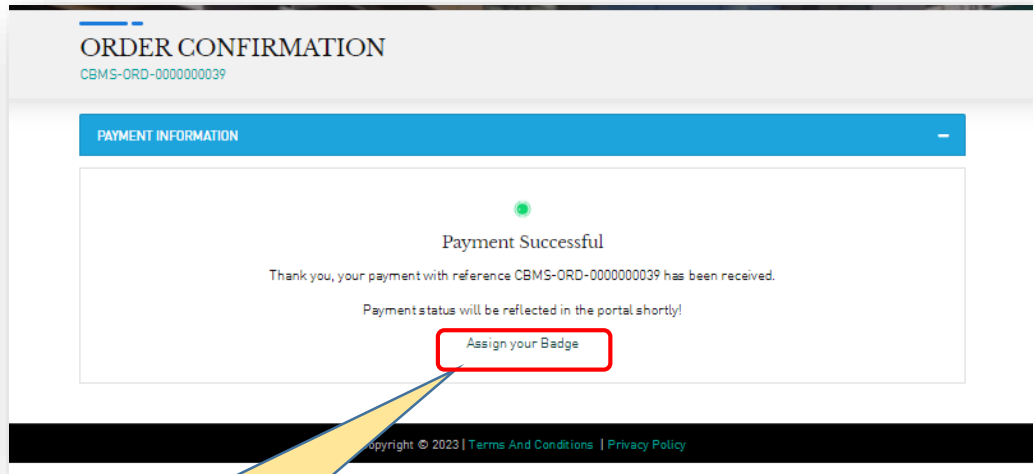 ORDER CONFIRMATION
CBMS-ORD-0000000039
PAYMENT INFORMATION
Payment Successful
Thank you, your payment with reference CBMS-ORD-0000000039 has been received.
Payment status will be reflected in the portal shortly!
Assign your Badge
opyright © 2023 | Terms And Conditions | Privacy Policy